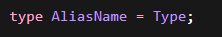 type AliasName = Type;